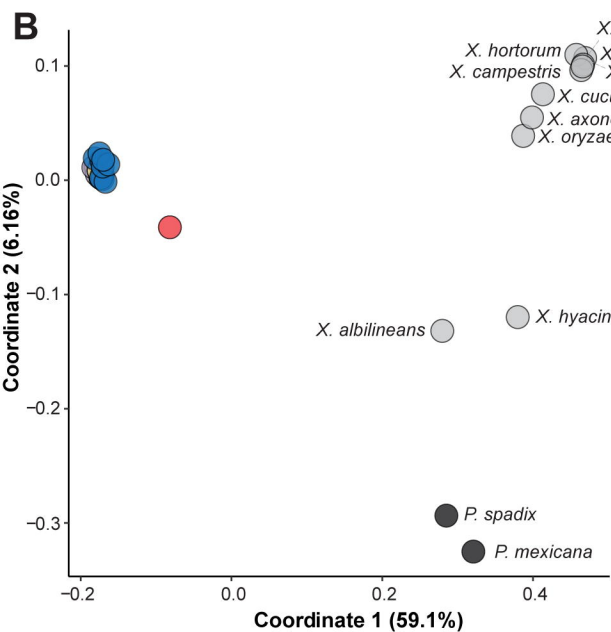 B
X.
X. hortorum
X
X. campestris
X. cuc
X. axon
X. oryzae
X. hyacin
X. albilineans
P. spadix
P. mexicana
0.1
0.0
−0.1
−0.2
−0.3
−0.2
0.0
0.2
0.4
Coordinate 2 (6.16%)
Coordinate 1 (59.1%)